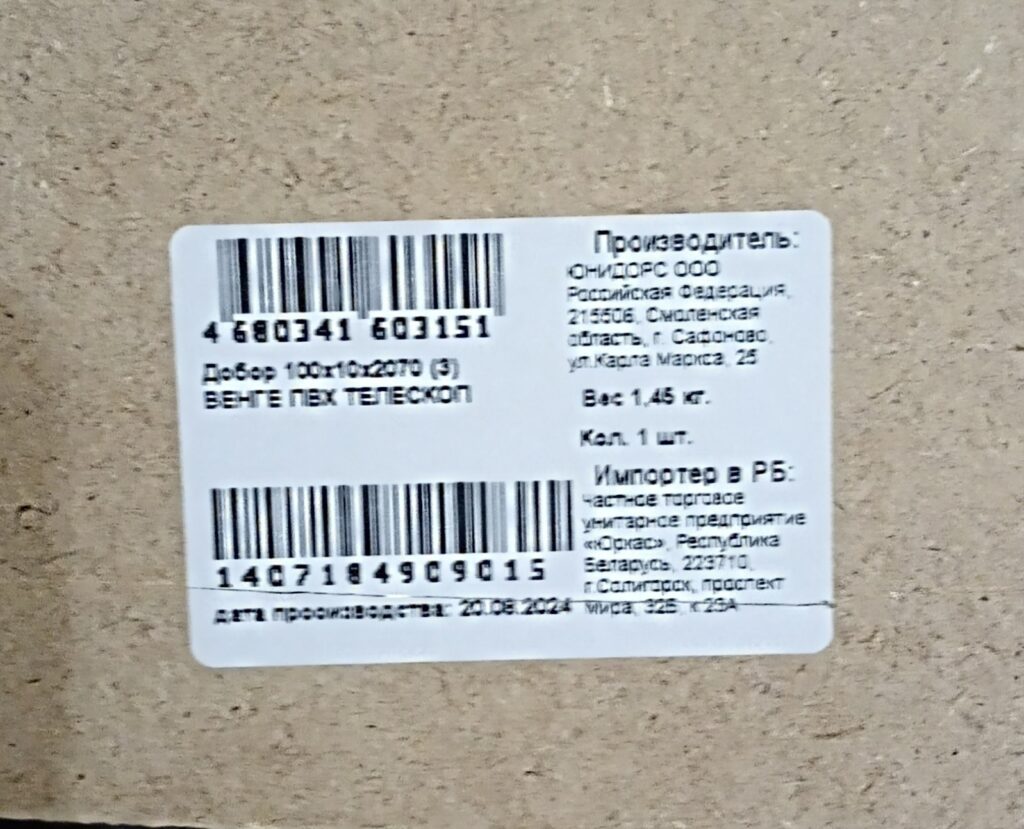 4 680341 603151
Добор 100x10x2070 (3)
ВЕНГЕ ПВХ ТЕЛЕСКОП
1407184909015
дата производства: 20.08.2024
Производитель:
ЮНИДОРС ООО
Российская Федерация,
215506, Смоленская
область, г. Сафоново,
ул.Карла Маркса, 25
Вес 1,45 кг.
Кол. 1 шт.
Импортер в РБ:
Частное торговое
унитарное предприятие
«Юркас», Республика
Беларусь, 223710,
г.Солигорск, проспект
Мира, 32Б, к.23А